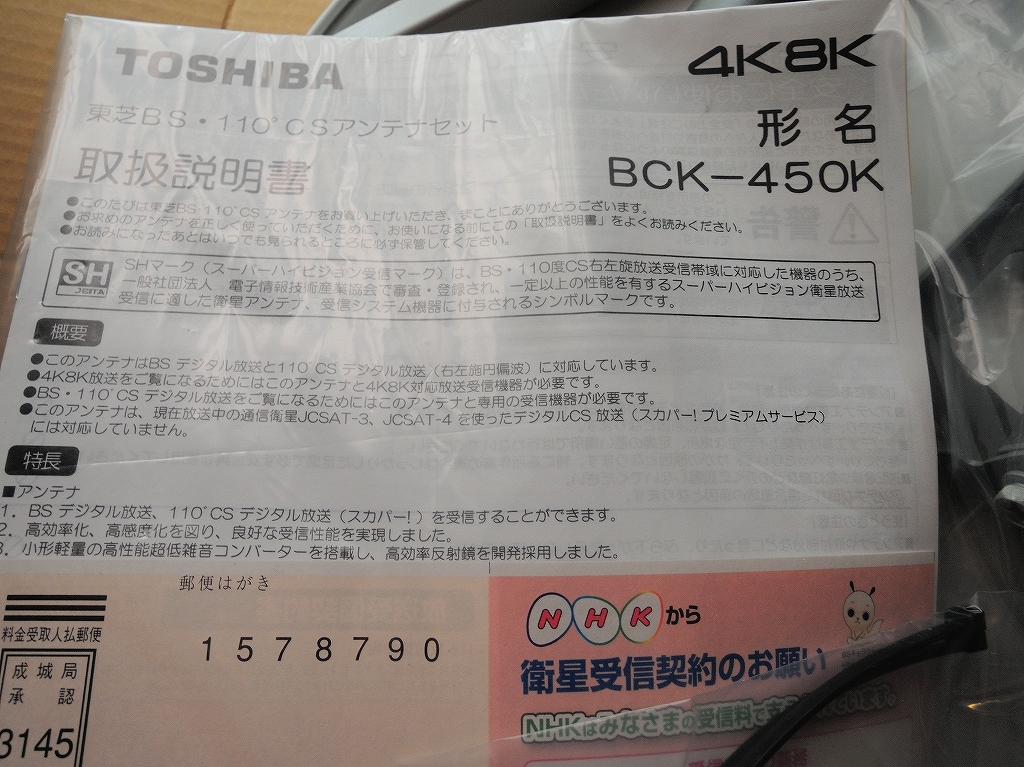 TOSHIBA
4K8K
東芝BS・110°CSアンテナセット
形名
取扱説明書
BCK-450K
●このたびは東芝BS・110°CS アンテナをお買い上げいただき、まことにありがとうございます。
●お求めのアンテナを正しく使っていただくために、お使いになる前にこの「取扱説明書」をよくお読みください。
●お読みになったあとはいつでも見られるところに必ず保管してください。
SH
JEITA
SHマーク（スーパーハイビジョン受信マーク）は、BS・110度CS右左旋放送受信帯域に対応した機器のうち、
一般社団法人 電子情報技術産業協会で審査・登録され、一定以上の性能を有するスーパーハイビジョン衛星放送
受信に適した衛星アンテナ、受信システム機器に付与されるシンボルマークです。
概要
●このアンテナはBS デジタル放送と110°CS デジタル放送（右左施円偏波）に対応しています。
●4K8K放送をご覧になるためにはこのアンテナと4K8K対応放送受信機器が必要です。
●BS・110°CS デジタル放送をご覧になるためにはこのアンテナと専用の受信機器が必要です。
●このアンテナは、現在放送中の通信衛星JCSAT-3、JCSAT-4 を使ったデジタルCS 放送（スカパー! プレミアムサービス）
には対応していません。
特長
■アンテナ
1．BS デジタル放送、110°CS デジタル放送（スカパー! ）を受信することができます。
2．高効率化、高感度化を図り、良好な受信性能を実現しました。
3．小形軽量の高性能超低雑音コンバーターを搭載し、高効率反射鏡を開発採用しました。
郵便はがき
料金受取人払郵便
成城局
承認
3145
1578790
NHKから
衛星受信契約のお願い
NHKはみなさまの受信料で